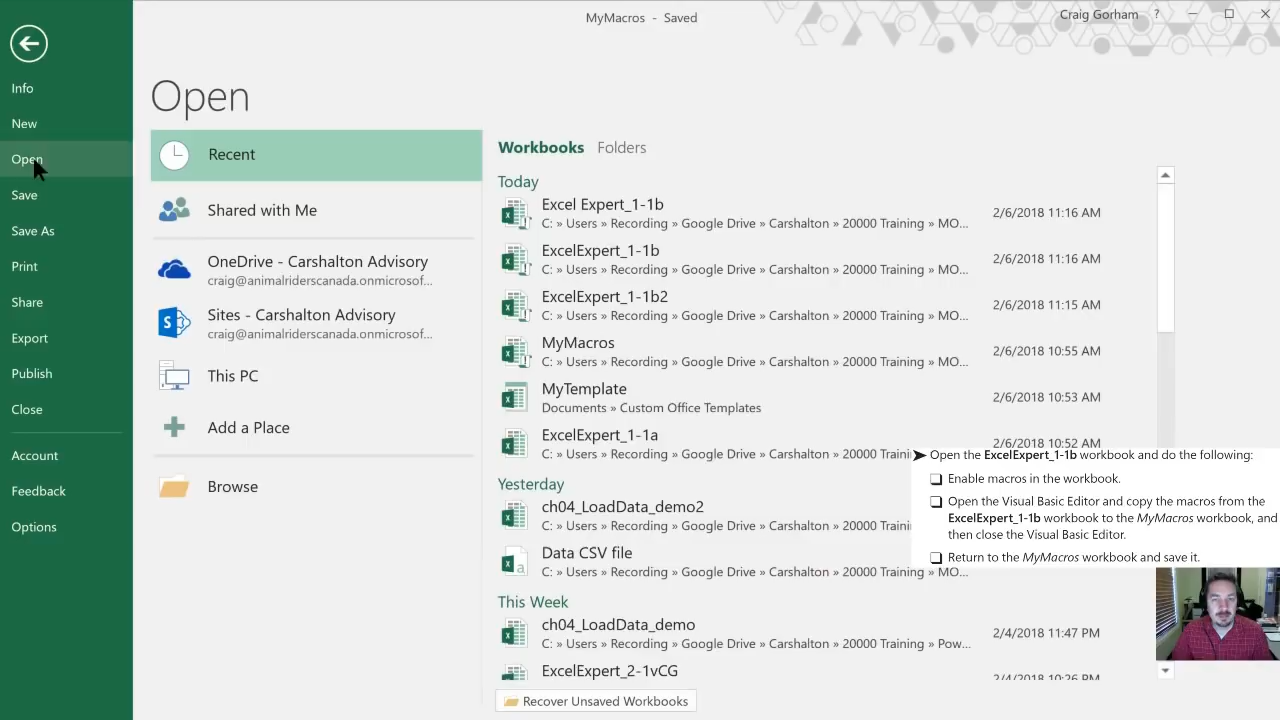 MyMacros - Saved
Craig Gorham ?
Info
New
Open
Save
Save As
Print
Share
Export
Publish
Close
Account
Feedback
Options
Open
Recent
Shared with Me
OneDrive - Carshalton Advisory
craig@animalriderscanada.onmicrosof...
Sites - Carshalton Advisory
craig@animalriderscanada.onmicrosof...
This PC
Add a Place
Browse
Workbooks Folders
Today
Excel Expert_1-1b
C: » Users » Recording » Google Drive » Carshalton » 20000 Training » MO...
2/6/2018 11:16 AM
ExcelExpert_1-1b
C: » Users » Recording » Google Drive » Carshalton » 20000 Training » MO...
2/6/2018 11:16 AM
ExcelExpert_1-1b2
C: » Users » Recording » Google Drive » Carshalton » 20000 Training » MO...
2/6/2018 11:15 AM
MyMacros
C: » Users » Recording » Google Drive » Carshalton » 20000 Training » MO...
2/6/2018 10:55 AM
MyTemplate
Documents » Custom Office Templates
2/6/2018 10:53 AM
ExcelExpert_1-1a
C: » Users » Recording » Google Drive » Carshalton » 20000 Traini
2/6/2018 10:52 AM
Yesterday
ch04_LoadData_demo2
C: » Users » Recording » Google Drive » Carshalton » 20000 Traini
Data CSV file
C: » Users » Recording » Google Drive » Carshalton » 20000 Training » MO...
This Week
ch04_LoadData_demo
C: » Users » Recording » Google Drive » Carshalton » 20000 Training » Pow...
2/4/2018 11:47 PM
ExcelExpert_2-1vCG
2/4/2018 10:26 PM
Recover Unsaved Workbooks
Open the ExcelExpert_1-1b workbook and do the following:
Enable macros in the workbook.
Open the Visual Basic Editor and copy the macros from the
ExcelExpert_1-1b workbook to the MyMacros workbook, and
then close the Visual Basic Editor.
Return to the MyMacros workbook and save it.